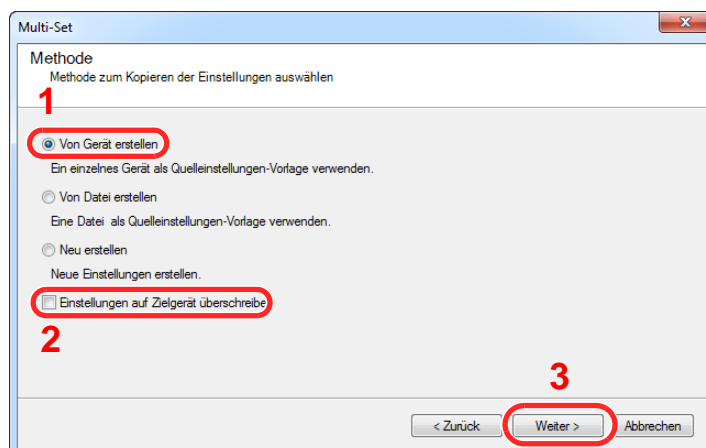 Multi-Set
Methode
Methode zum Kopieren der Einstellungen auswählen
1
Von Gerät erstellen
Ein einzelnes Gerät als Quelleinstellungen-Vorlage verwenden.
Von Datei erstellen
Eine Datei als Quelleinstellungen-Vorlage verwenden.
Neu erstellen
Neue Einstellungen erstellen.
Einstellungen auf Zielgerät überschreibe
2
3
< Zurück Weiter > Abbrechen